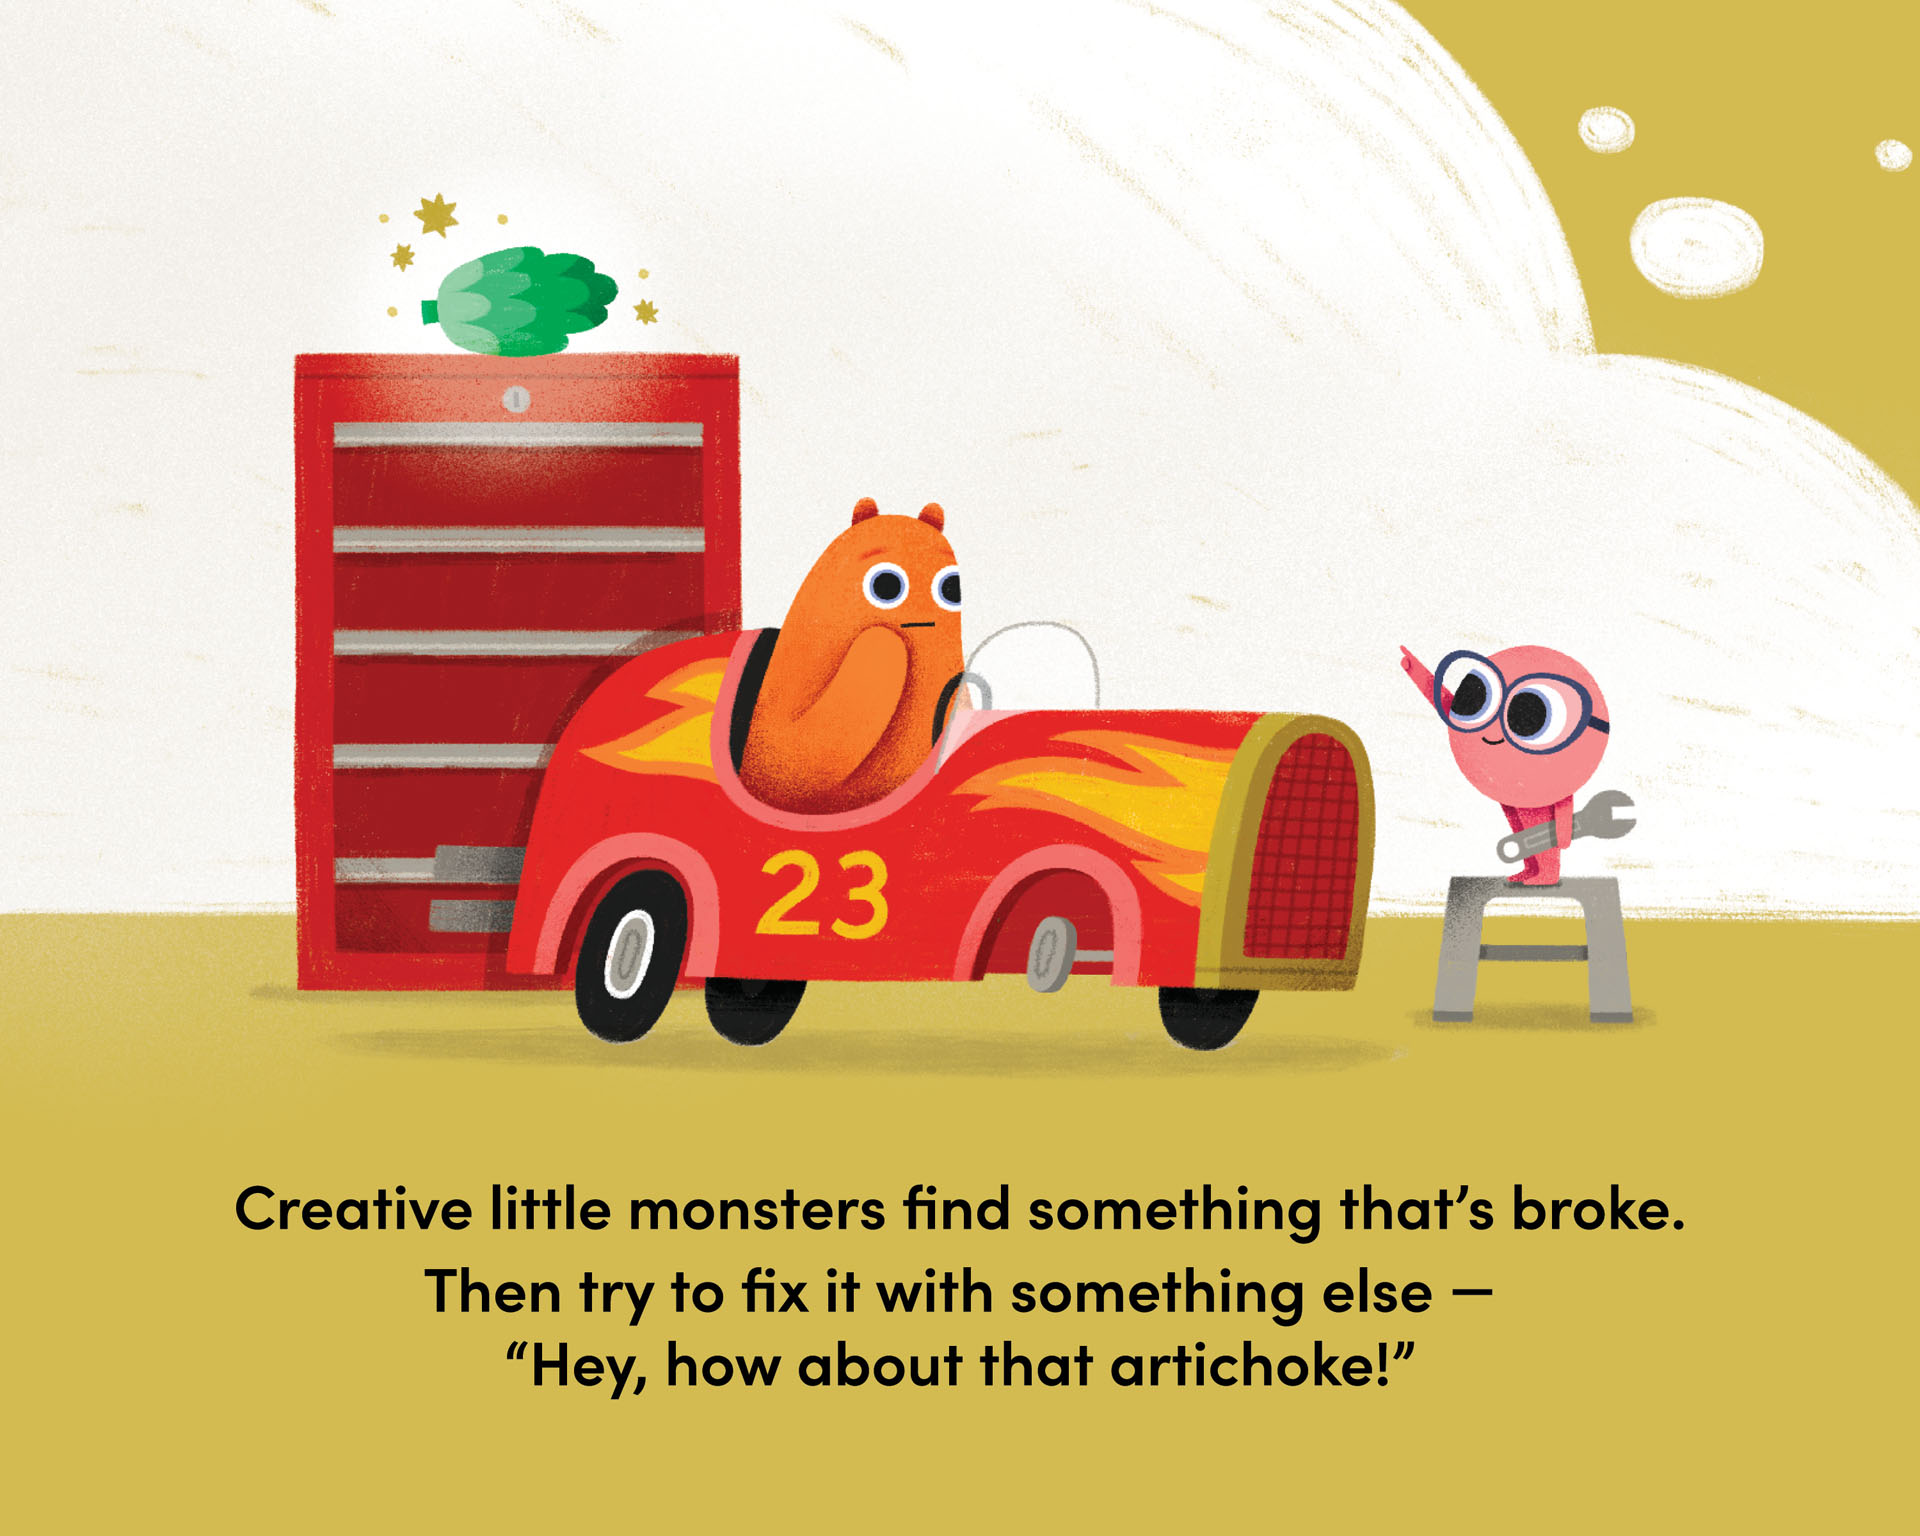 23
Creative little monsters find something that’s broke.
Then try to fix it with something else —
“Hey, how about that artichoke!”